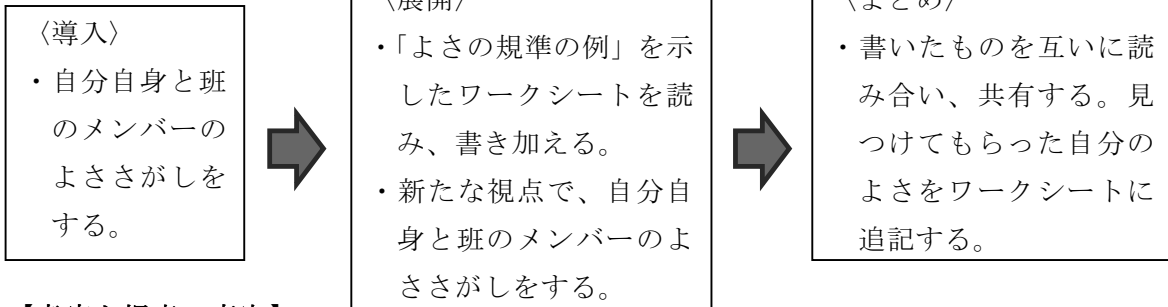 〈導入〉
・自分自身と班
のメンバーの
よささがしを
する。
〈展開〉
・「よさの規準の例」を示
したワークシートを読
み、書き加える。
・新たな視点で、自分自
身と班のメンバーのよ
ささがしをする。
〈まとめ〉
・書いたものを互いに読
み合い、共有する。見
つけてもらった自分の
よさをワークシートに
追記する。